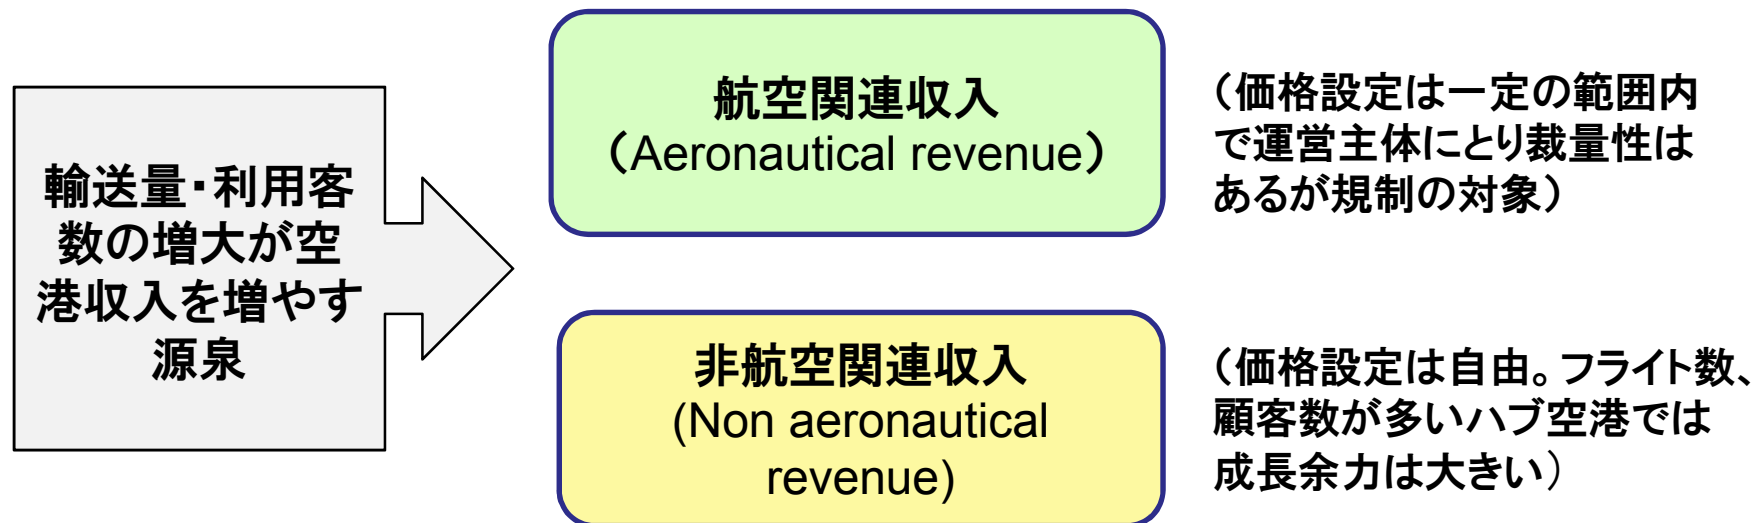 輸送量・利用客
数の増大が空
港収入を増やす
源泉
航空関連収入
（Aeronautical revenue）
（価格設定は一定の範囲内
で運営主体にとり裁量性は
あるが規制の対象）
非航空関連収入
(Non aeronautical
revenue)
（価格設定は自由。フライト数、
顧客数が多いハブ空港では
成長余力は大きい）